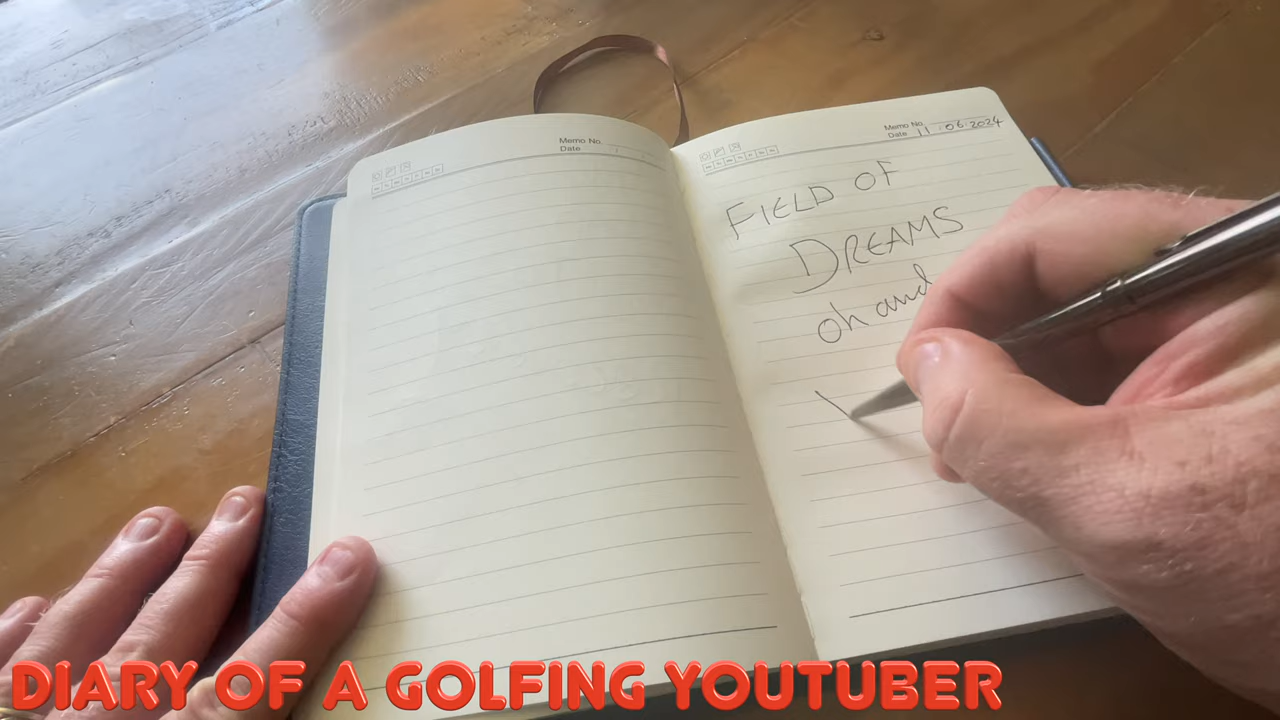 Memo No.
Date
Memo No.
Date 11.06.2024
FIELD OF
DREAMS
oh and
DIARY OF A GOLFING YOUTUBER